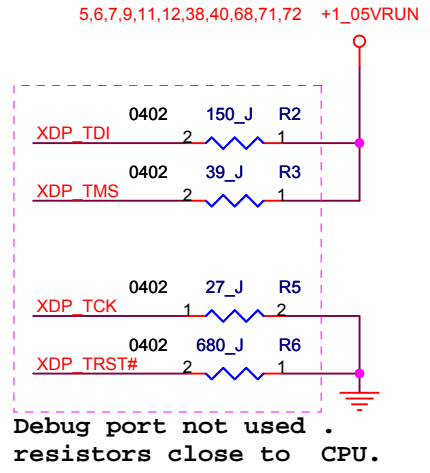 5,6,7,9,11,12,38,40,68,71,72 +1_05VRUN
0402 150_J R2
XDP_TDI 2 1
0402 39_J R3
XDP_TMS 2 1
0402 27_J R5
XDP_TCK 1 2
0402 680_J R6
XDP_TRST# 2 1
Debug port not used .
resistors close to CPU.